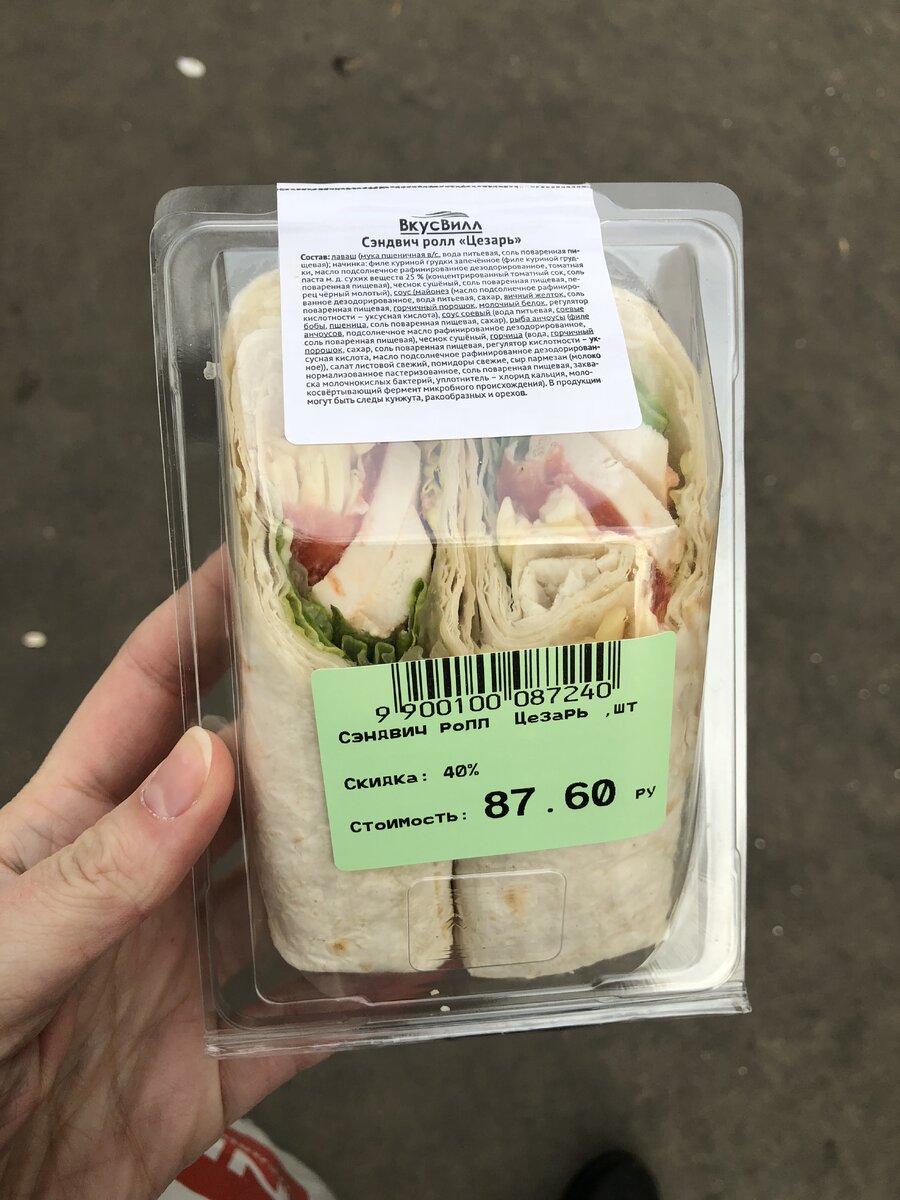 ВкусВилл
Сэндвич ролл «Цезарь»
Состав: лаваш (мука пшеничная в/с, вода питьевая, соль поваренная пи-
щевая); начинка: филе куриной грудки запечённое (филе куриной груд-
ки, масло подсолнечное рафинированное дезодорированное, томатная
паста м. д. сухих веществ 25 % (концентрированный томатный сок, соль
поваренная пищевая), чеснок сушёный, соль поваренная пищевая, пе-
рец чёрный молотый), соус (майонез (масло подсолнечное рафиниро-
ванное дезодорированное, вода питьевая, сахар, яичный желток, соль
поваренная пищевая, горчичный порошок, молочный белок, регулятор
кислотности – уксусная кислота), соус соевый (вода питьевая, соевые
бобы, пшеница, соль поваренная пищевая, сахар), рыба анчоусы (филе
анчоусов, подсолнечное масло рафинированное дезодорированное,
соль поваренная пищевая), чеснок сушёный, горчица (вода, горчичный
порошок, сахар, соль поваренная пищевая, регулятор кислотности – ук-
сусная кислота, масло подсолнечное рафинированное дезодорирован-
ное)), салат листовой свежий, помидоры свежие, сыр пармезан (молоко
нормализованное пастеризованное, соль поваренная пищевая, заква-
ска молочнокислых бактерий, уплотнитель – хлорид кальция, моло-
косвёртывающий фермент микробного происхождения). В продукции
могут быть следы кунжута, ракообразных и орехов.
9 900100 087240
Сэндвич ролл Цезарь ,шт
Скидка: 40%
Стоимость: 87.60 РУ